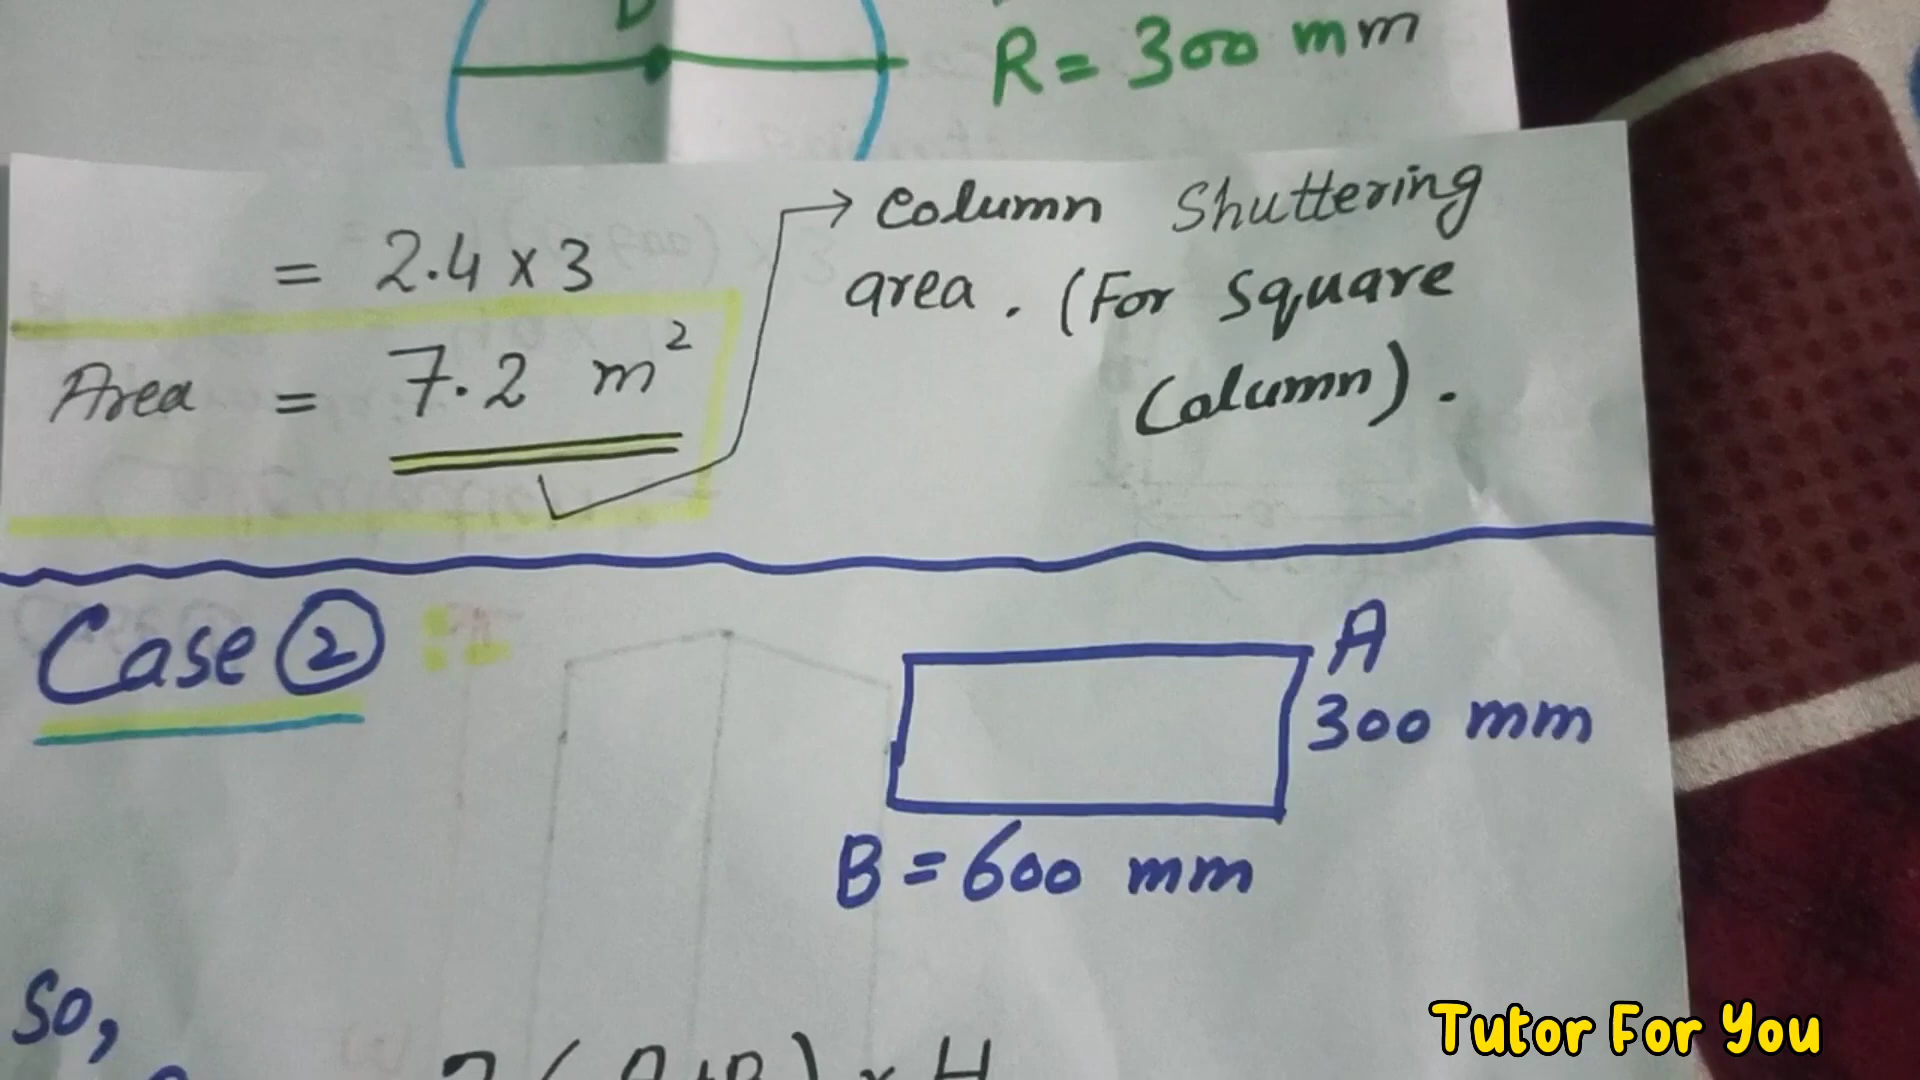 D
R = 300 mm
= 2.4 x 3
Area = 7.2 m²
→ Column Shuttering
area. (For Square
Column).
Case ② :-
A
300 mm
B = 600 mm
So,
2 (A+B) x H
Tutor For You